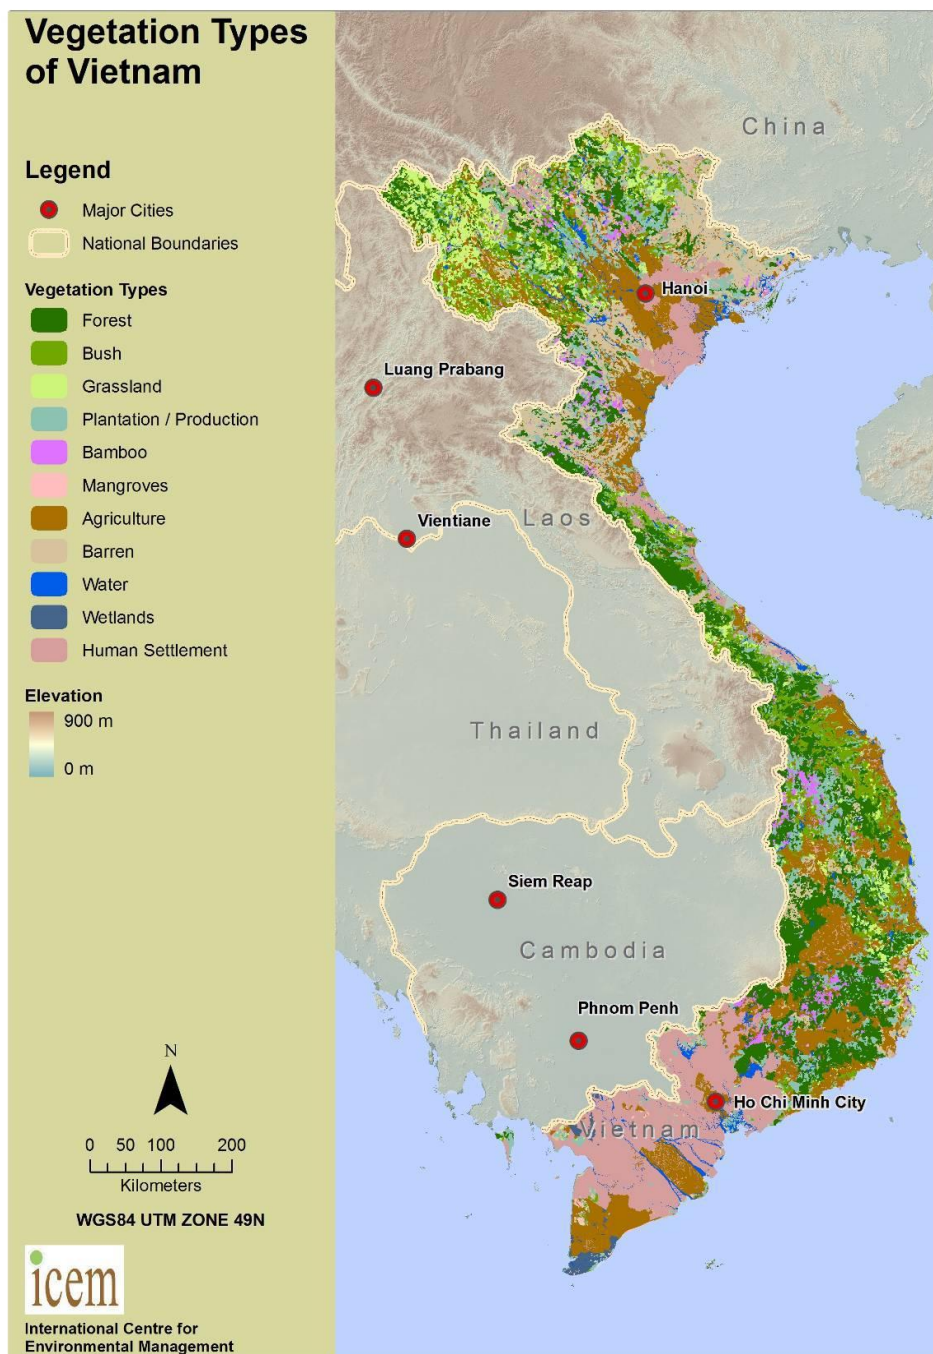 Vegetation Types
of Vietnam
Legend
Major Cities
National Boundaries
Vegetation Types
Forest
Bush
Grassland
Plantation / Production
Bamboo
Mangroves
Agriculture
Barren
Water
Wetlands
Human Settlement
Elevation
900 m
0 m
N
0 50 100 200
Kilometers
WGS84 UTM ZONE 49N
icem
International Centre for
Environmental Management
China
Hanoi
Luang Prabang
Vientiane
Laos
Thailand
Siem Reap
Cambodia
Phnom Penh
Ho Chi Minh City
Vietnam